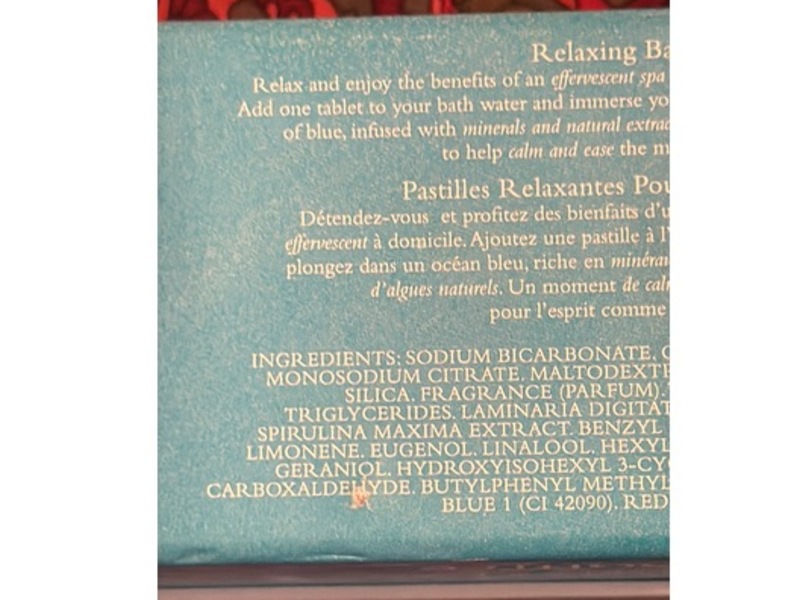 Relaxing Ba
Relax and enjoy the benefits of an effervescent spa
Add one tablet to your bath water and immerse yo
of blue, infused with minerals and natural extrac
to help calm and ease the m
Pastilles Relaxantes Pou
Détendez-vous et profitez des bienfaits d'u
effervescent à domicile. Ajoutez une pastille à l'
plongez dans un océan bleu, riche en minérau
d'algues naturels. Un moment de cal
pour l'esprit comme
INGREDIENTS: SODIUM BICARBONATE. C
MONOSODIUM CITRATE. MALTODEXTR
SILICA. FRAGRANCE (PARFUM).
TRIGLYCERIDES. LAMINARIA DIGITAT
SPIRULINA MAXIMA EXTRACT. BENZYL
LIMONENE. EUGENOL. LINALOOL. HEXYL
GERANIOL. HYDROXYISOHEXYL 3-CYC
CARBOXALDEHYDE. BUTYLPHENYL METHYL
BLUE 1 (CI 42090). RED